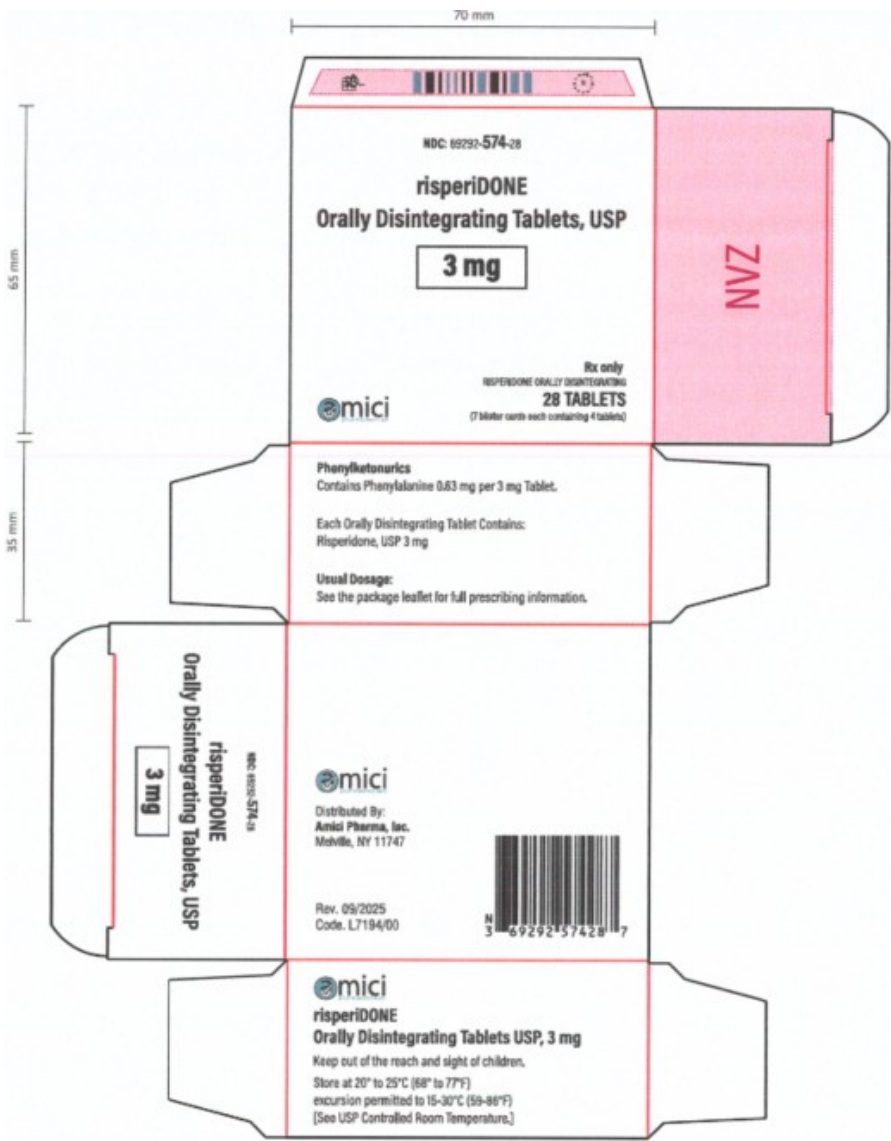 70 mm
NDC: 69292-574-28
risperiDONE
Orally Disintegrating Tablets, USP
3 mg
NVZ
65 mm
Rx only
RISPERIDONE ORALLY DISINTEGRATING
28 TABLETS
(7 blister cards each containing 4 tablets)
amici
35 mm
Phenylketonurics
Contains Phenylalanine 0.63 mg per 3 mg Tablet.
Each Orally Disintegrating Tablet Contains:
Risperidone, USP 3 mg
Usual Dosage:
See the package leaflet for full prescribing information.
NDC: 69292-574-28
risperiDONE
Orally Disintegrating Tablets, USP
3 mg
amici
Distributed By:
Amici Pharma, Inc.
Melville, NY 11747
Rev. 09/2025
Code. L7194/00
N
3 69292 57428 7
amici
risperiDONE
Orally Disintegrating Tablets USP, 3 mg
Keep out of the reach and sight of children.
Store at 20° to 25°C (68° to 77°F)
excursion permitted to 15-30°C (59-86°F)
[See USP Controlled Room Temperature.]